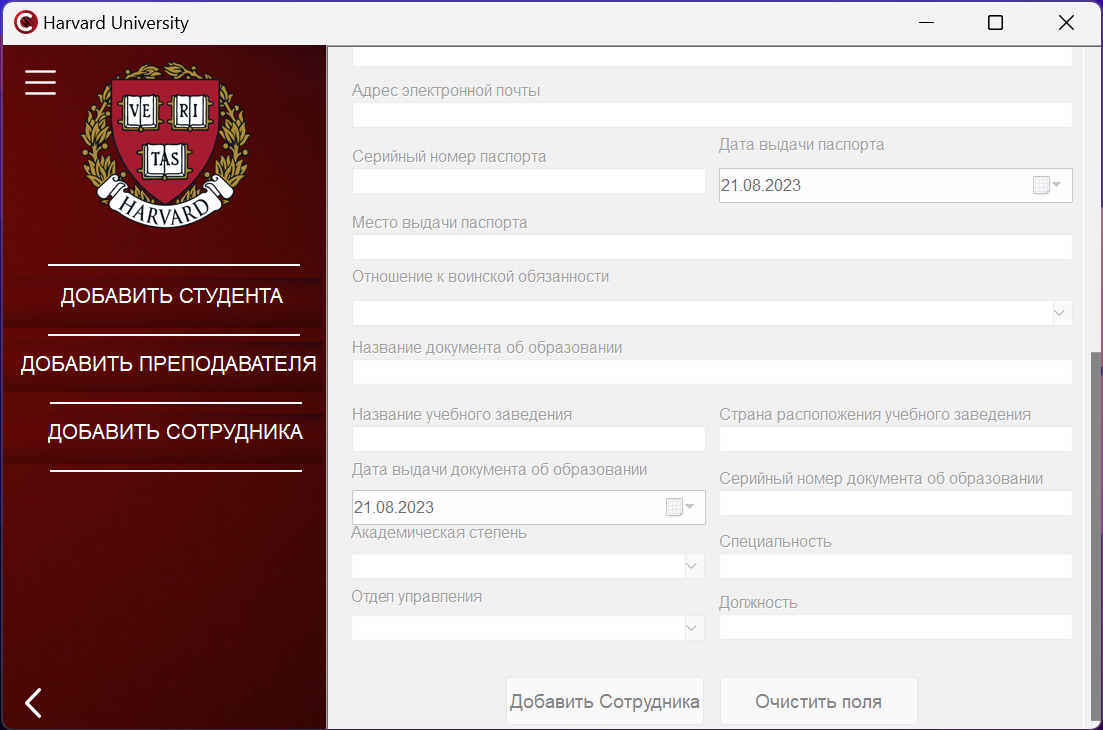 Harvard University
VE RI
TAS
HARVARD
ДОБАВИТЬ СТУДЕНТА
ДОБАВИТЬ ПРЕПОДАВАТЕЛЯ
ДОБАВИТЬ СОТРУДНИКА
Адрес электронной почты
Серийный номер паспорта
Дата выдачи паспорта
21.08.2023
Место выдачи паспорта
Отношение к воинской обязанности
Название документа об образовании
Название учебного заведения
Страна расположения учебного заведения
Дата выдачи документа об образовании
21.08.2023
Серийный номер документа об образовании
Академическая степень
Специальность
Отдел управления
Должность
Добавить Сотрудника
Очистить поля